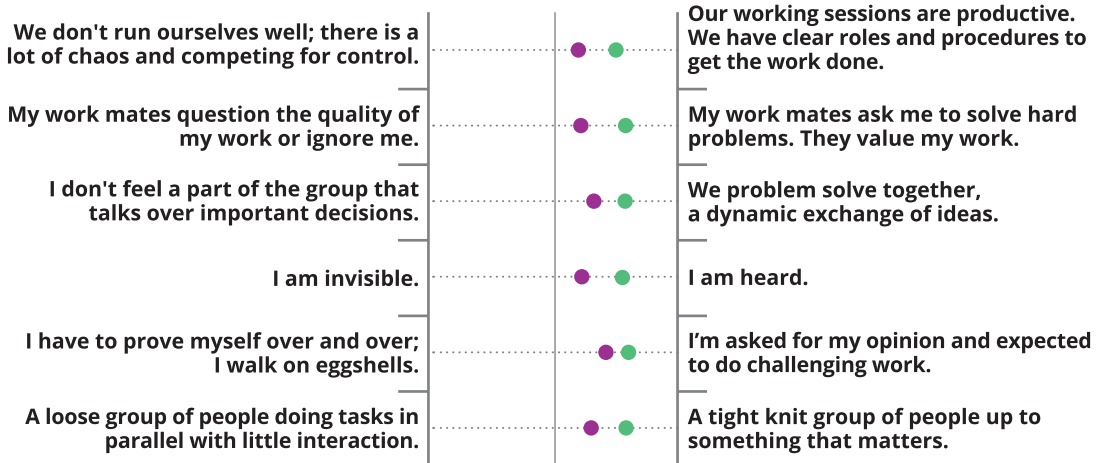 We don't run ourselves well; there is a
lot of chaos and competing for control.
Our working sessions are productive.
We have clear roles and procedures to
get the work done.
My work mates question the quality of
my work or ignore me.
My work mates ask me to solve hard
problems. They value my work.
I don't feel a part of the group that
talks over important decisions.
We problem solve together,
a dynamic exchange of ideas.
I am invisible.
I am heard.
I have to prove myself over and over;
I walk on eggshells.
I’m asked for my opinion and expected
to do challenging work.
A loose group of people doing tasks in
parallel with little interaction.
A tight knit group of people up to
something that matters.